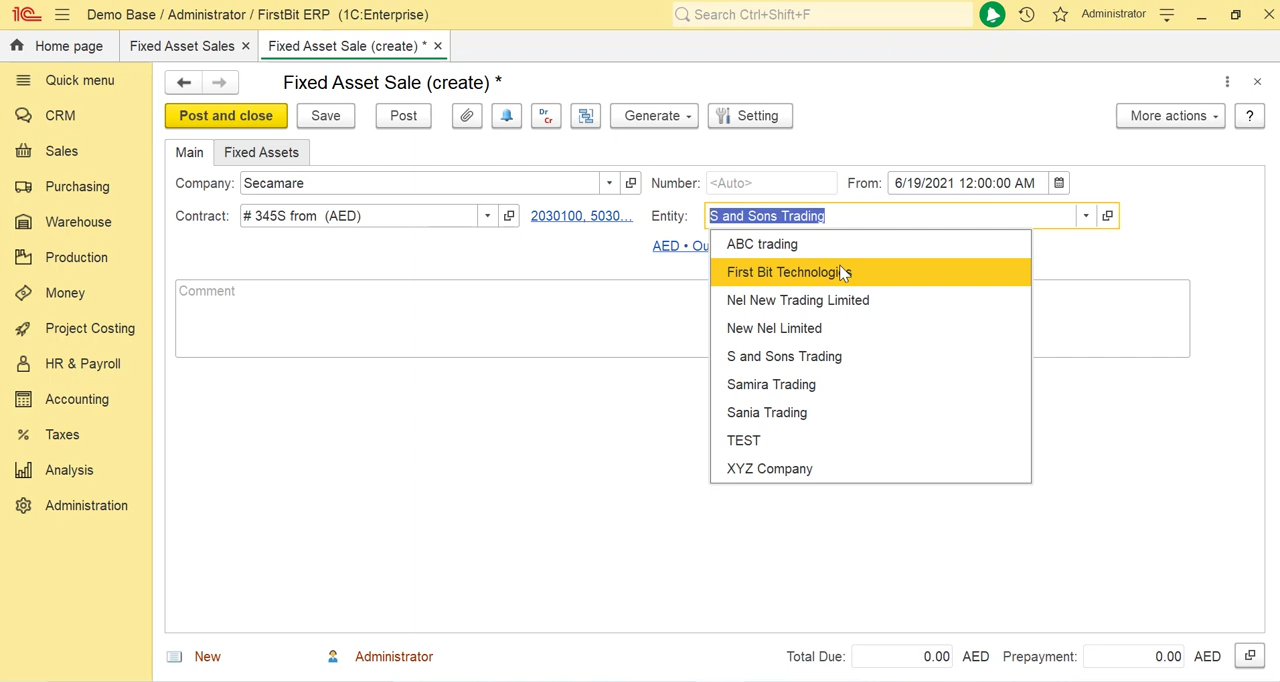 Demo Base / Administrator / FirstBit ERP (1C:Enterprise)
Search Ctrl+Shift+F
Administrator
Home page
Fixed Asset Sales ×
Fixed Asset Sale (create) * ×
Quick menu
CRM
Sales
Purchasing
Warehouse
Production
Money
Project Costing
HR & Payroll
Accounting
Taxes
Analysis
Administration
Fixed Asset Sale (create) *
Post and close
Save
Post
Dr
Cr
Generate
Setting
More actions
?
Main
Fixed Assets
Company: Secamare
Number: <Auto>
From: 6/19/2021 12:00:00 AM
Contract: # 345S from (AED)
2030100, 5030...
Entity: S and Sons Trading
AED • Ou
ABC trading
First Bit Technologies
Nel New Trading Limited
New Nel Limited
S and Sons Trading
Samira Trading
Sania Trading
TEST
XYZ Company
Comment
New
Administrator
Total Due: 0.00 AED
Prepayment: 0.00 AED